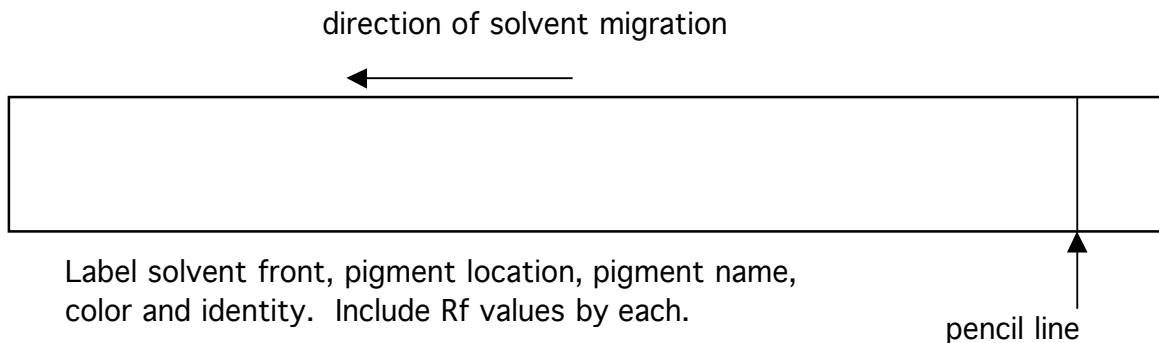 direction of solvent migration
Label solvent front, pigment location, pigment name,
color and identity.  Include Rf values by each.
pencil line